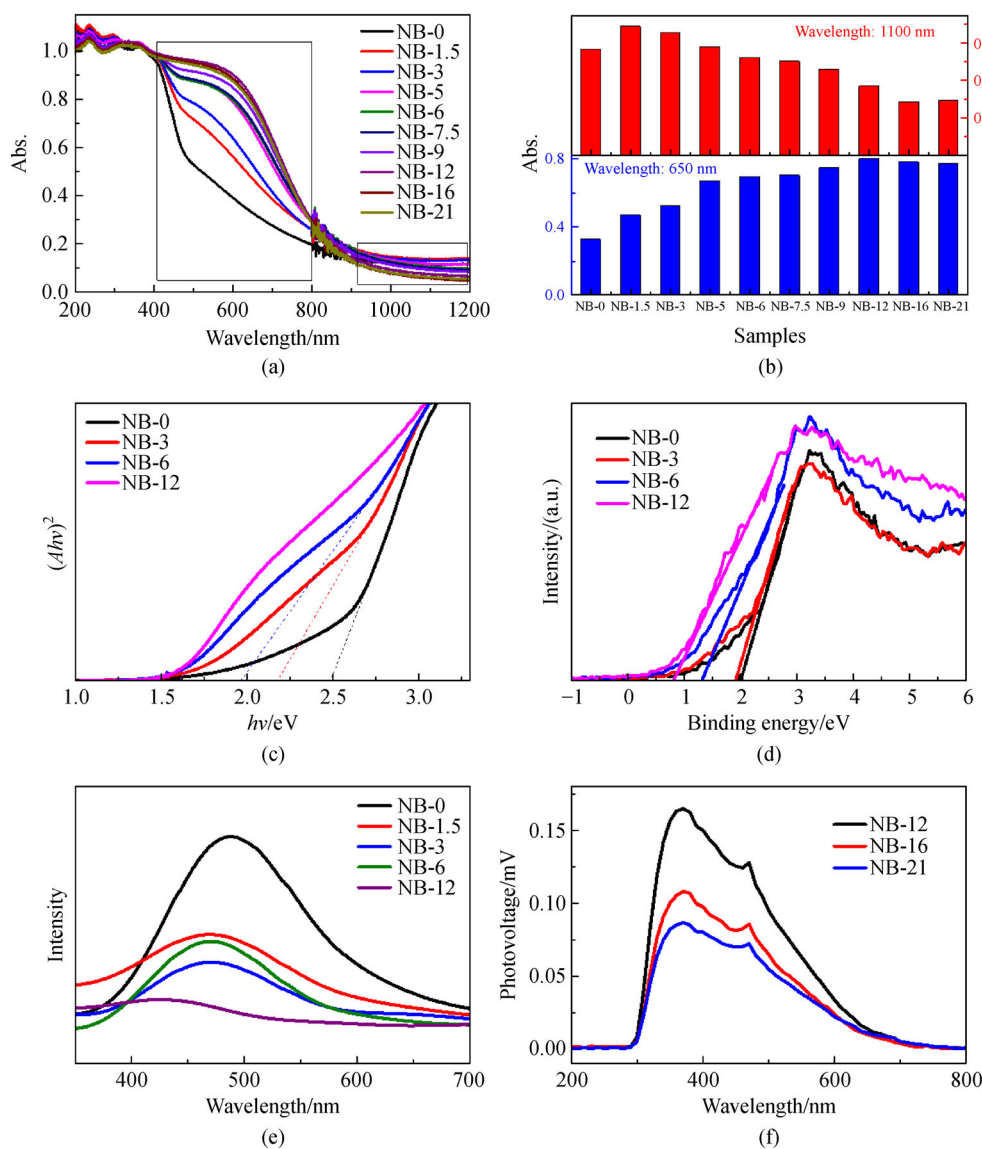 1.0
0.8
0.6
0.4
0.2
0.0
Abs.
200 400 600 800 1000 1200
Wavelength/nm
NB-0
NB-1.5
NB-3
NB-5
NB-6
NB-7.5
NB-9
NB-12
NB-16
NB-21
(a)
Wavelength: 1100 nm
0
0
0
Abs.
Wavelength: 650 nm
0.8
0.4
0.0
NB-0 NB-1.5 NB-3 NB-5 NB-6 NB-7.5 NB-9 NB-12 NB-16 NB-21
Samples
(b)
NB-0
NB-3
NB-6
NB-12
(Ahv)²
1.0 1.5 2.0 2.5 3.0
hv/eV
(c)
NB-0
NB-3
NB-6
NB-12
Intensity/(a.u.)
−1 0 1 2 3 4 5 6
Binding energy/eV
(d)
NB-0
NB-1.5
NB-3
NB-6
NB-12
Intensity
400 500 600 700
Wavelength/nm
(e)
NB-12
NB-16
NB-21
Photovoltage/mV
0.15
0.10
0.05
0.00
200 400 600 800
Wavelength/nm
(f)